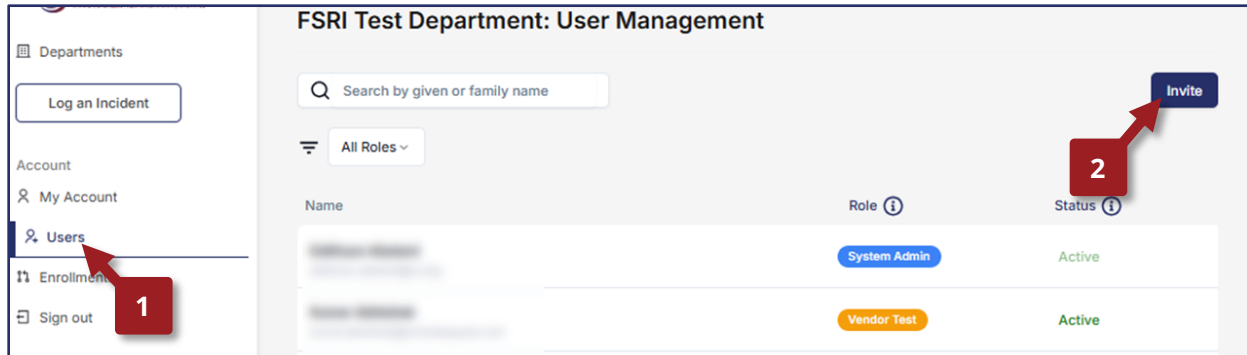 FSRI Test Department: User Management
Departments
Log an Incident
Search by given or family name
Invite
All Roles
2
Account
My Account
Name
Role
Status
Users
System Admin
Active
1
Sign out
Vendor Test
Active